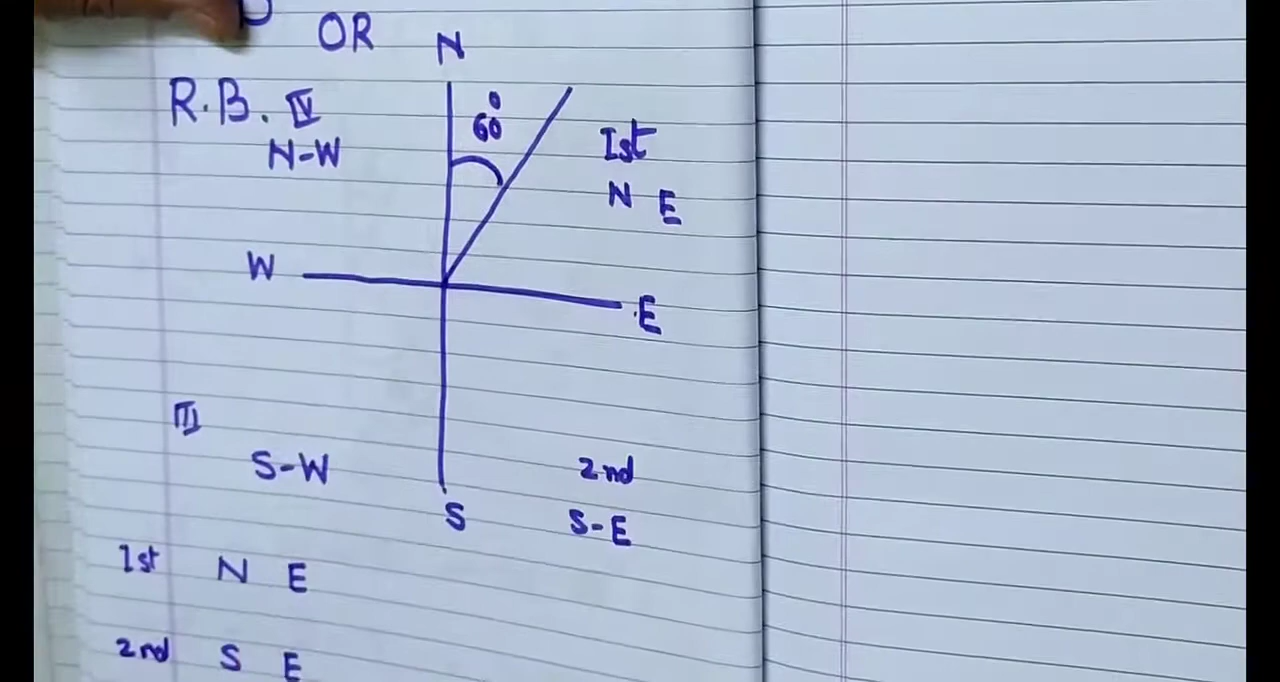 OR
N
R.B. IV
60°
Ist
N-W
N E
W
E
III
S-W
2nd
S
S-E
1st N E
2nd S E